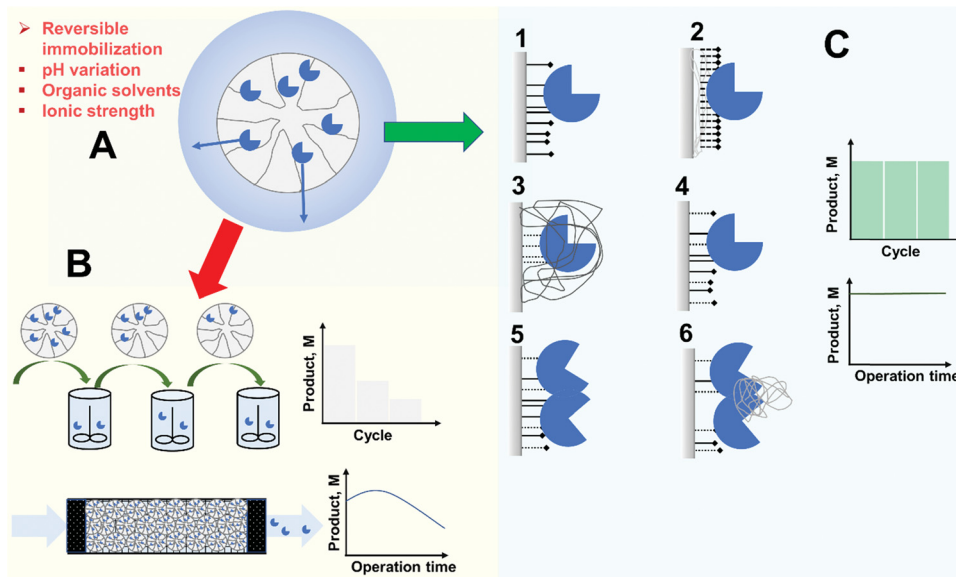 ➢ Reversible
immobilization
▪ pH variation
▪ Organic solvents
▪ Ionic strength
A
B
Product, M
Cycle
Product, M
Operation time
1
2
3
4
5
6
C
Product, M
Cycle
Product, M
Operation time